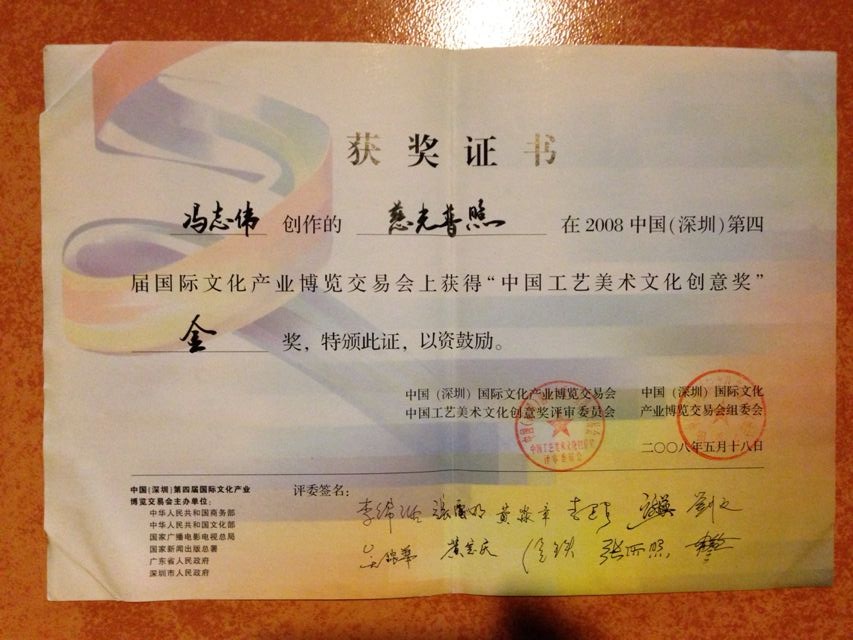 获奖证书
冯志伟 创作的 慈光普照 在2008中国(深圳)第四
届国际文化产业博览交易会上获得“中国工艺美术文化创意奖”
金 奖，特颁此证，以资鼓励。
中国（深圳）国际文化产业博览交易会
中国工艺美术文化创意奖评审委员会
中国（深圳）国际文化
产业博览交易会组委会
二〇〇八年五月十八日
中国(深圳)第四届国际文化产业
博览交易会主办单位:
中华人民共和国商务部
中华人民共和国文化部
国家广播电影电视总局
国家新闻出版总署
广东省人民政府
深圳市人民政府
评委签名: